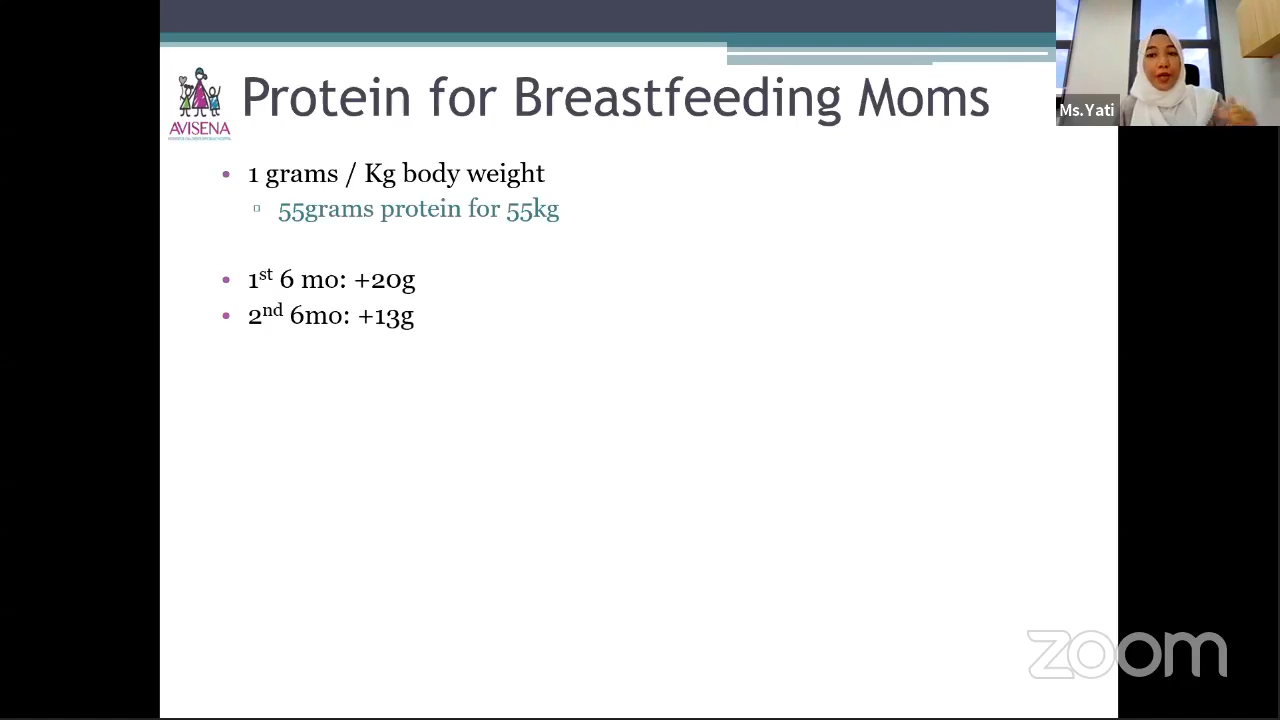 Protein for Breastfeeding Moms
AVISENA
Ms.Yati
• 1 grams / Kg body weight
▫ 55grams protein for 55kg
• 1st 6 mo: +20g
• 2nd 6mo: +13g
zoom